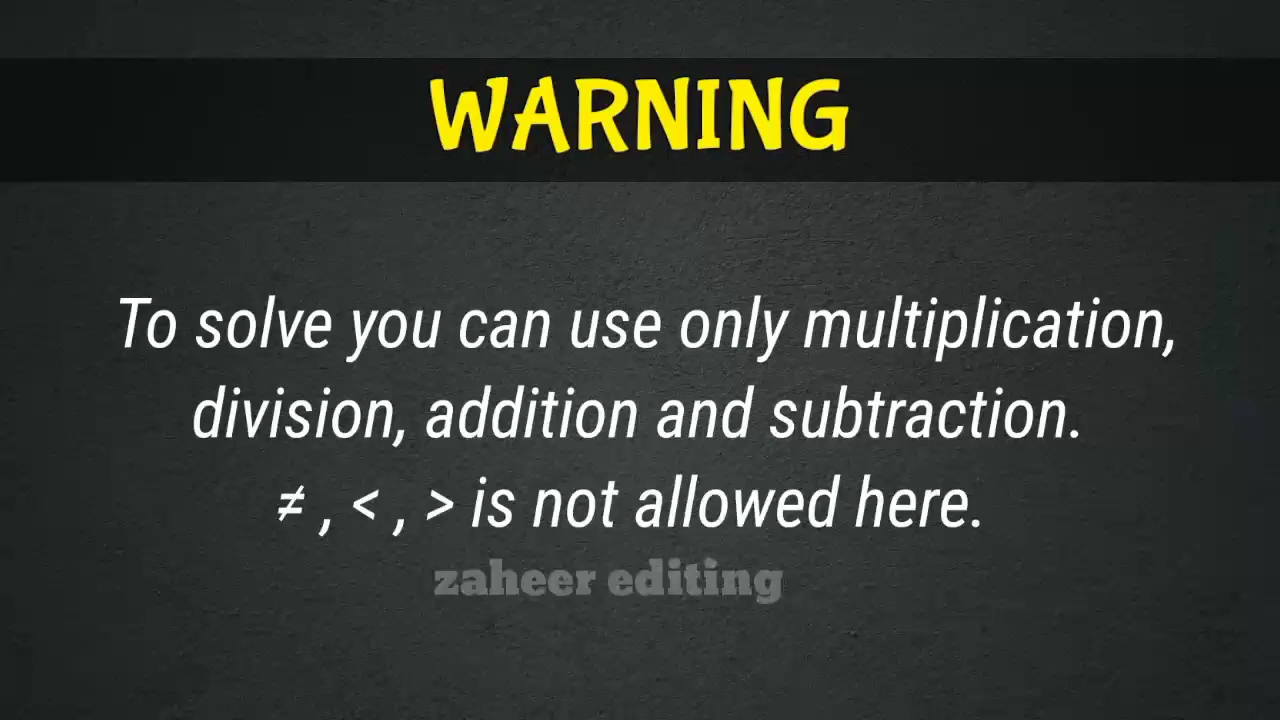 WARNING
To solve you can use only multiplication,
division, addition and subtraction.
≠ , < , > is not allowed here.
zaheer editing